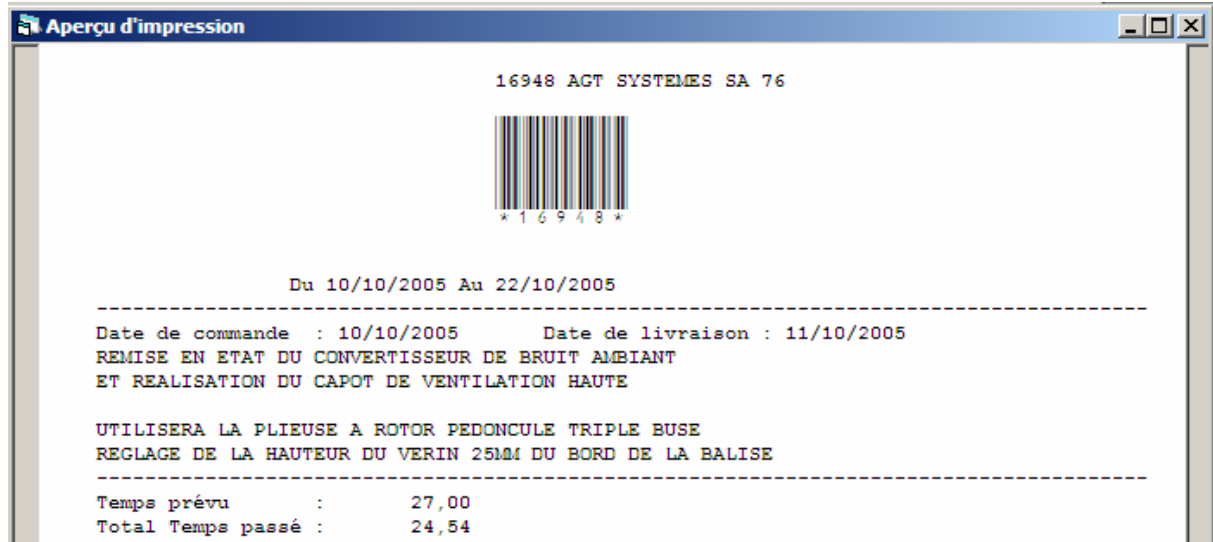 Aperçu d'impression
16948 AGT SYSTEMES SA 76
*16948*
Du 10/10/2005 Au 22/10/2005
--------------------------------------------------------------------------------
Date de commande : 10/10/2005 Date de livraison : 11/10/2005
REMISE EN ETAT DU CONVERTISSEUR DE BRUIT AMBIANT
ET REALISATION DU CAPOT DE VENTILATION HAUTE
UTILISERA LA PLIEUSE A ROTOR PEDONCULE TRIPLE BUSE
REGLAGE DE LA HAUTEUR DU VERIN 25MM DU BORD DE LA BALISE
--------------------------------------------------------------------------------
Temps prévu : 27,00
Total Temps passé : 24,54